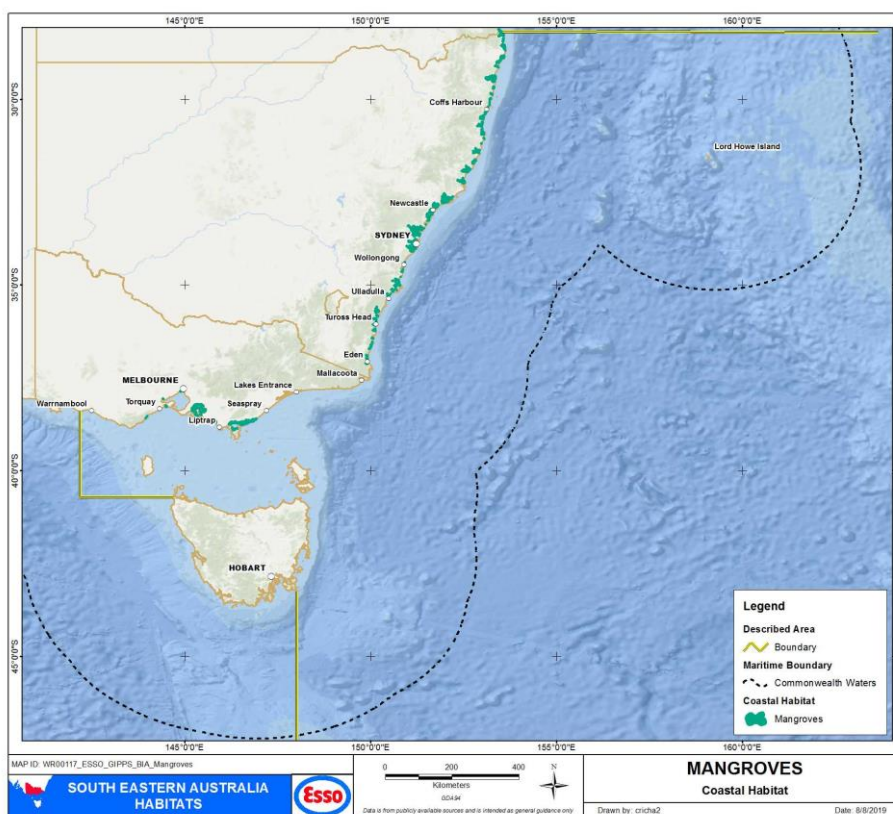 145°0'0"E 150°0'0"E 155°0'0"E 160°0'0"E
30°0'0"S
Coffs Harbour
Lord Howe Island
Newcastle
SYDNEY
Wollongong
35°0'0"S
Ulladulla
Tuross Head
Eden
Mallacoota
MELBOURNE
Lakes Entrance
Warrnambool
Torquay
Seaspray
Liptrap
40°0'0"S
HOBART
45°0'0"S
Legend
Described Area
Boundary
Maritime Boundary
Commonwealth Waters
Coastal Habitat
Mangroves
145°0'0"E 150°0'0"E 155°0'0"E 160°0'0"E
MAP ID: WR00117_ESSO_GIPPS_BIA_Mangroves
SOUTH EASTERN AUSTRALIA
HABITATS
Esso
0 200 400
Kilometers
GDA94
N
Data is from publicly available sources and is intended as general guidance only
MANGROVES
Coastal Habitat
Drawn by: cricha2 Date: 8/8/2019